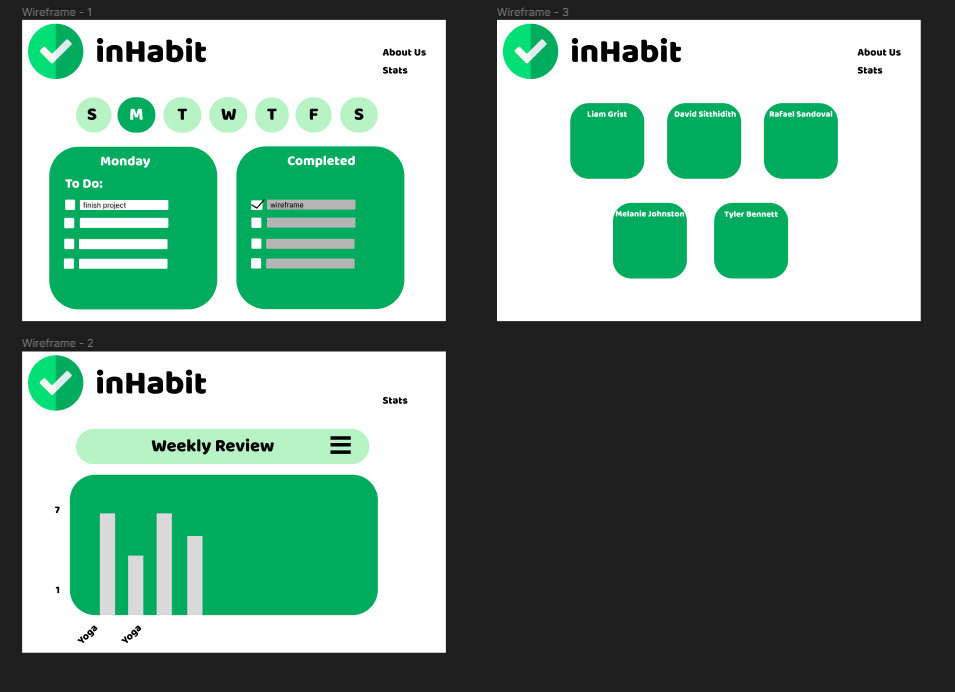 Wireframe - 1
inHabit
About Us
Stats
S M T W T F S
Monday
To Do:
finish project
Completed
wireframe
Wireframe - 3
inHabit
About Us
Stats
Liam Grist
David Sitthidith
Rafael Sandoval
Melanie Johnston
Tyler Bennett
Wireframe - 2
inHabit
Stats
Weekly Review
7
1
Yoga
Yoga